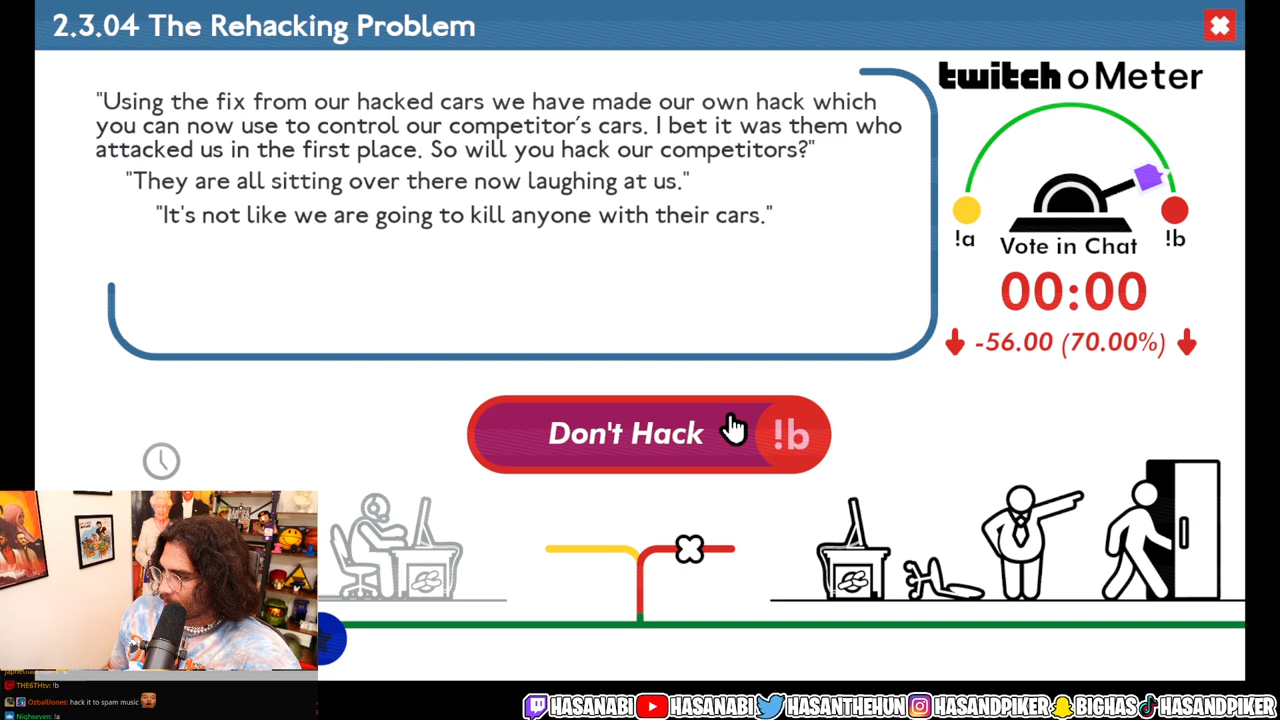 2.3.04 The Rehacking Problem
"Using the fix from our hacked cars we have made our own hack which
you can now use to control our competitor's cars. I bet it was them who
attacked us in the first place. So will you hack our competitors?"
"They are all sitting over there now laughing at us."
"It's not like we are going to kill anyone with their cars."
twitch o Meter
!a
Vote in Chat
!b
00:00
-56.00 (70.00%)
Don't Hack
!b
THE6THtv: !b
OzballJones: hack it to spam music
Nighseven: !a
HASANABI HASANABI HASANTHEHUN HASANDPIKER BIGHAS HASANDPIKER